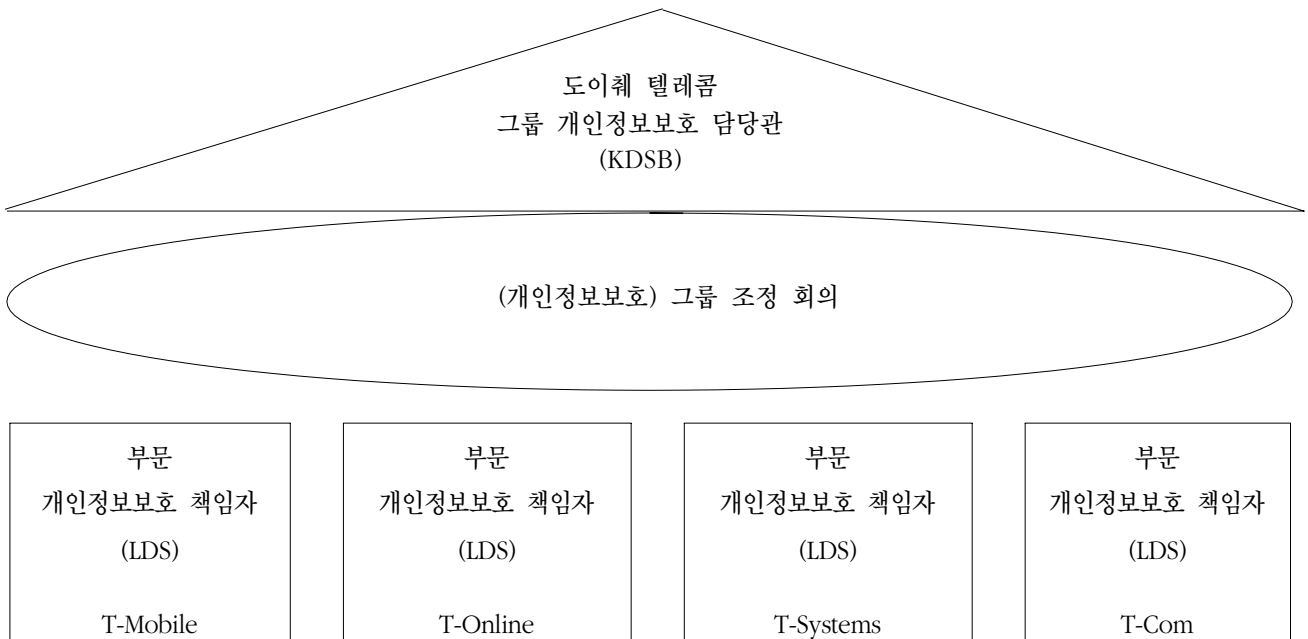 도이췌 텔레콤
그룹 개인정보보호 담당관
(KDSB)
(개인정보보호) 그룹 조정 회의
부문
개인정보보호 책임자
(LDS)
T-Mobile
부문
개인정보보호 책임자
(LDS)
T-Online
부문
개인정보보호 책임자
(LDS)
T-Systems
부문
개인정보보호 책임자
(LDS)
T-Com